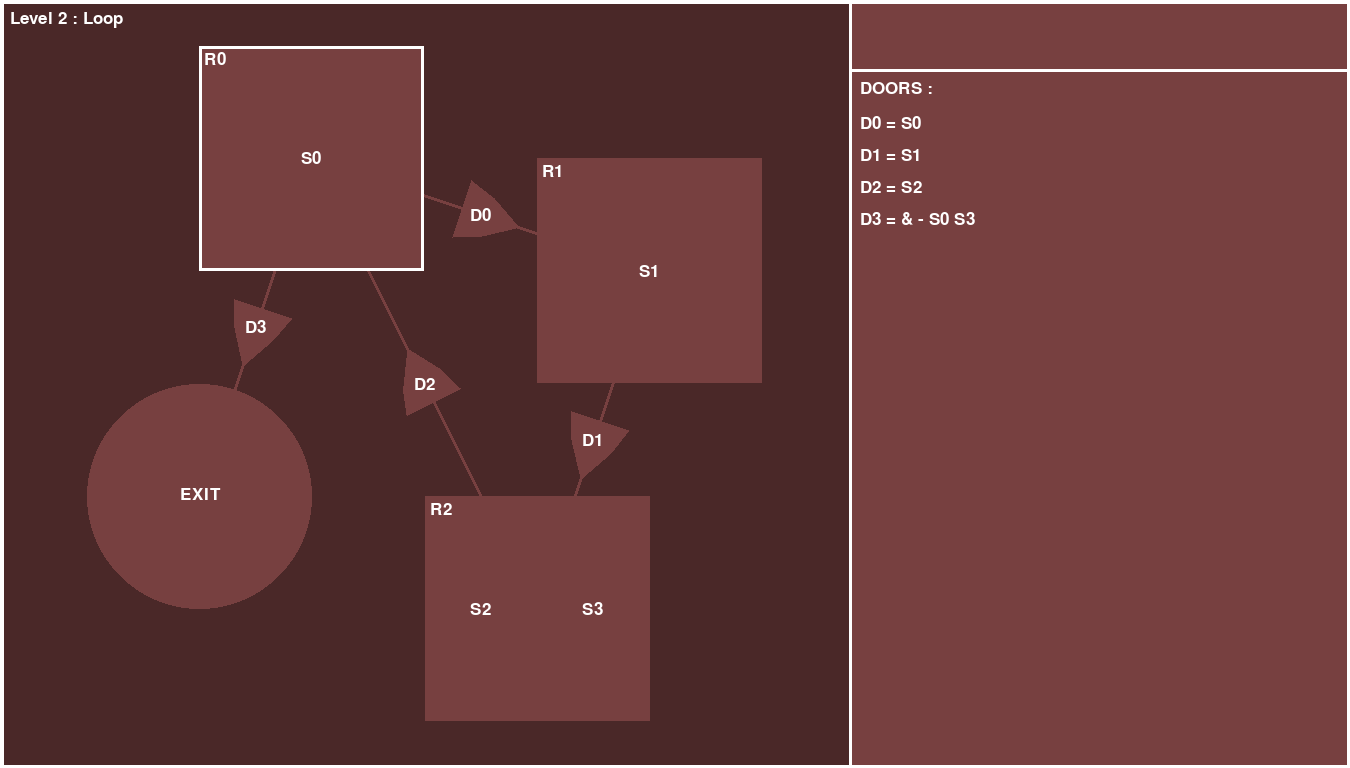 Level 2 : Loop
R0
S0
D0
R1
S1
D3
D2
D1
EXIT
R2
S2 S3
DOORS :
D0 = S0
D1 = S1
D2 = S2
D3 = & - S0 S3